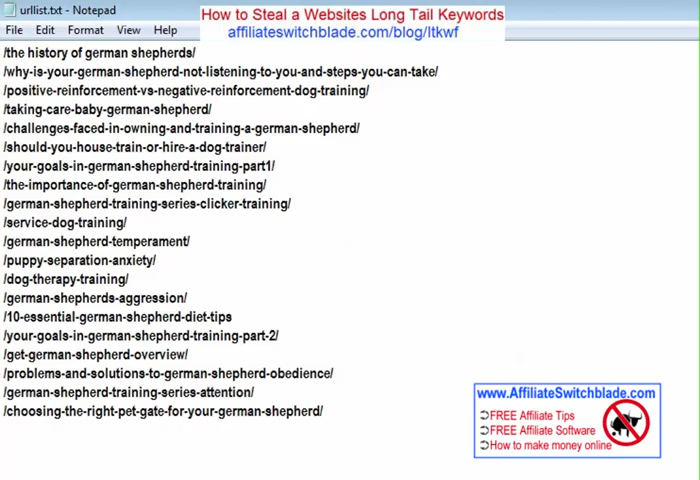 urllist.txt - Notepad
How to Steal a Websites Long Tail Keywords
affiliateswitchblade.com/blog/ltkwf
File Edit Format View Help
/the history of german shepherds/
/why-is-your-german-shepherd-not-listening-to-you-and-steps-you-can-take/
/positive-reinforcement-vs-negative-reinforcement-dog-training/
/taking-care-baby-german-shepherd/
/challenges-faced-in-owning-and-training-a-german-shepherd/
/should-you-house-train-or-hire-a-dog-trainer/
/your-goals-in-german-shepherd-training-part1/
/the-importance-of-german-shepherd-training/
/german-shepherd-training-series-clicker-training/
/service-dog-training/
/german-shepherd-temperament/
/puppy-separation-anxiety/
/dog-therapy-training/
/german-shepherds-aggression/
/10-essential-german-shepherd-diet-tips
/your-goals-in-german-shepherd-training-part-2/
/get-german-shepherd-overview/
/problems-and-solutions-to-german-shepherd-obedience/
/german-shepherd-training-series-attention/
/choosing-the-right-pet-gate-for-your-german-shepherd/
www.AffiliateSwitchblade.com
FREE Affiliate Tips
FREE Affiliate Software
How to make money online